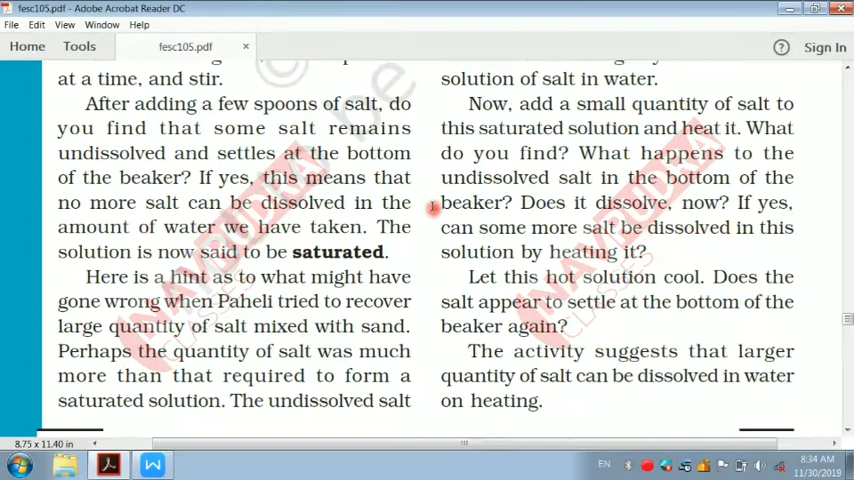 fesc105.pdf - Adobe Acrobat Reader DC
File Edit View Window Help
Home Tools fesc105.pdf × ? Sign In
at a time, and stir.
After adding a few spoons of salt, do
you find that some salt remains
undissolved and settles at the bottom
of the beaker? If yes, this means that
no more salt can be dissolved in the
amount of water we have taken. The
solution is now said to be saturated.
Here is a hint as to what might have
gone wrong when Paheli tried to recover
large quantity of salt mixed with sand.
Perhaps the quantity of salt was much
more than that required to form a
saturated solution. The undissolved salt
solution of salt in water.
Now, add a small quantity of salt to
this saturated solution and heat it. What
do you find? What happens to the
undissolved salt in the bottom of the
beaker? Does it dissolve, now? If yes,
can some more salt be dissolved in this
solution by heating it?
Let this hot solution cool. Does the
salt appear to settle at the bottom of the
beaker again?
The activity suggests that larger
quantity of salt can be dissolved in water
on heating.
NAVRUDRA
CLASSES
NAVRUDRA
CLASSES
8.75 x 11.40 in
EN
8:34 AM
11/30/2019